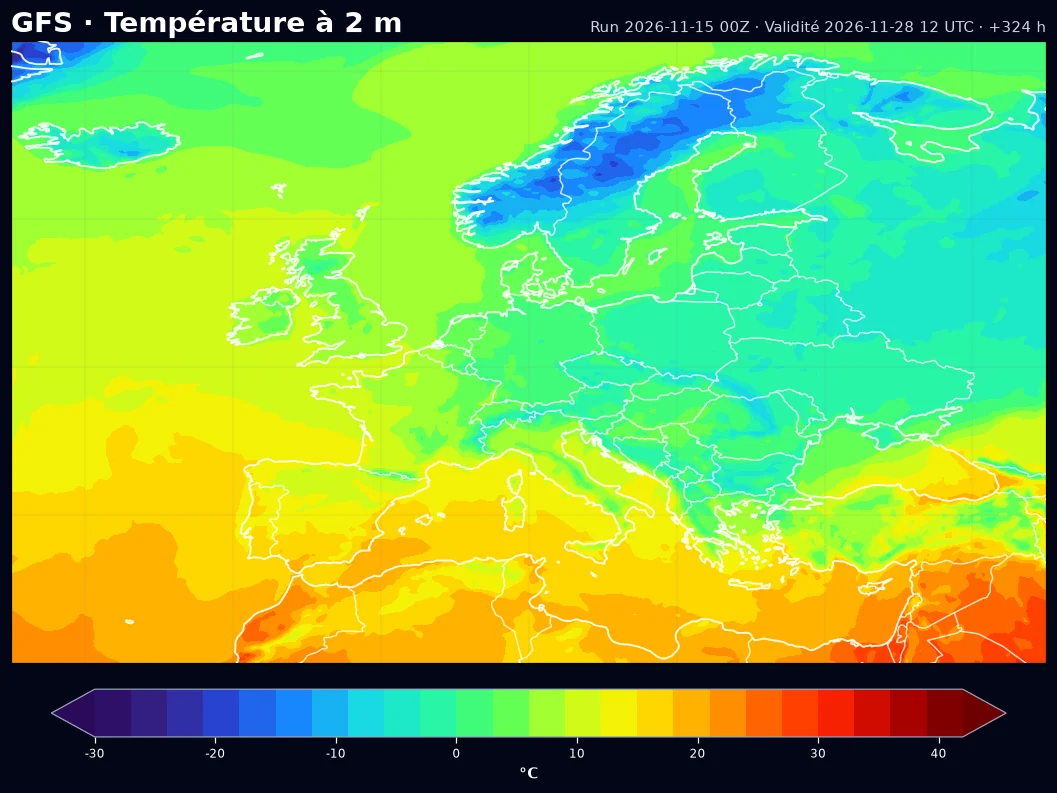 GFS · Température à 2 m
Run 2026-11-15 00Z · Validité 2026-11-28 12 UTC · +324 h
-30 -20 -10 0 10 20 30 40
°C